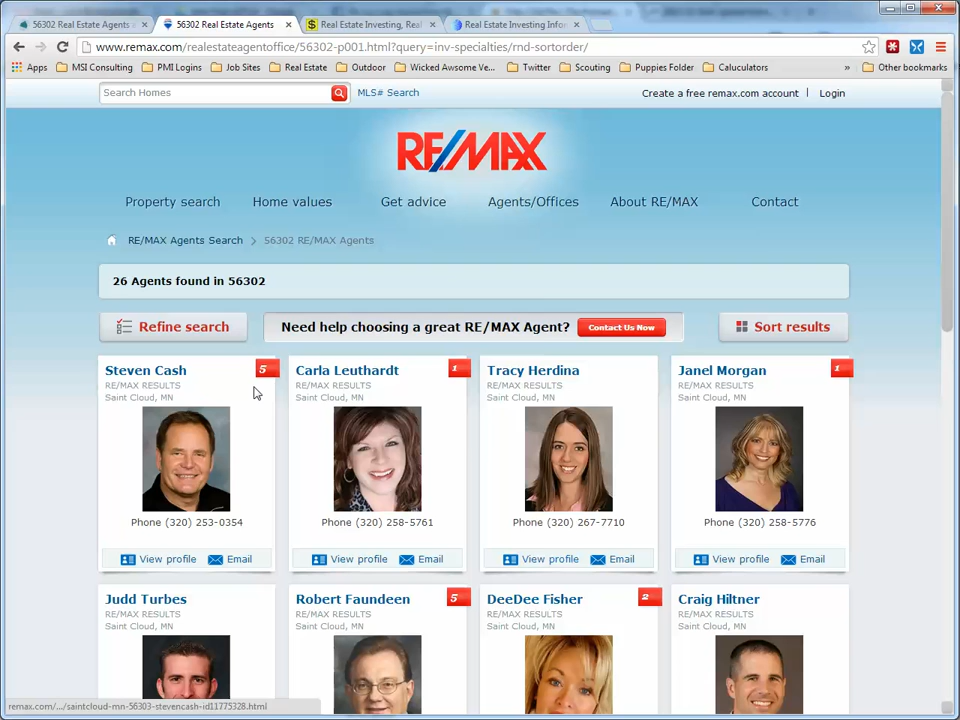 56302 Real Estate Agents a
56302 Real Estate Agents
Real Estate Investing, Real
Real Estate Investing Infor
www.remax.com/realestateagentoffice/56302-p001.html?query=inv-specialties/rnd-sortorder/
Apps MSI Consulting PMI Logins Job Sites Real Estate Outdoor Wicked Awsome Ve... Twitter Scouting Puppies Folder Caluculators » Other bookmarks
Search Homes MLS# Search Create a free remax.com account | Login
RE/MAX
Property search Home values Get advice Agents/Offices About RE/MAX Contact
RE/MAX Agents Search > 56302 RE/MAX Agents
26 Agents found in 56302
Refine search Need help choosing a great RE/MAX Agent? Contact Us Now Sort results
Steven Cash 5 Carla Leuthardt 1 Tracy Herdina Janel Morgan 1
RE/MAX RESULTS RE/MAX RESULTS RE/MAX RESULTS RE/MAX RESULTS
Saint Cloud, MN Saint Cloud, MN Saint Cloud, MN Saint Cloud, MN
Phone (320) 253-0354 Phone (320) 258-5761 Phone (320) 267-7710 Phone (320) 258-5776
View profile Email View profile Email View profile Email View profile Email
Judd Turbes Robert Faundeen 5 DeeDee Fisher 2 Craig Hiltner
RE/MAX RESULTS RE/MAX RESULTS RE/MAX RESULTS RE/MAX RESULTS
Saint Cloud, MN Saint Cloud, MN Saint Cloud, MN Saint Cloud, MN
remax.com/.../saintcloud-mn-56303-stevencash-id11775328.html